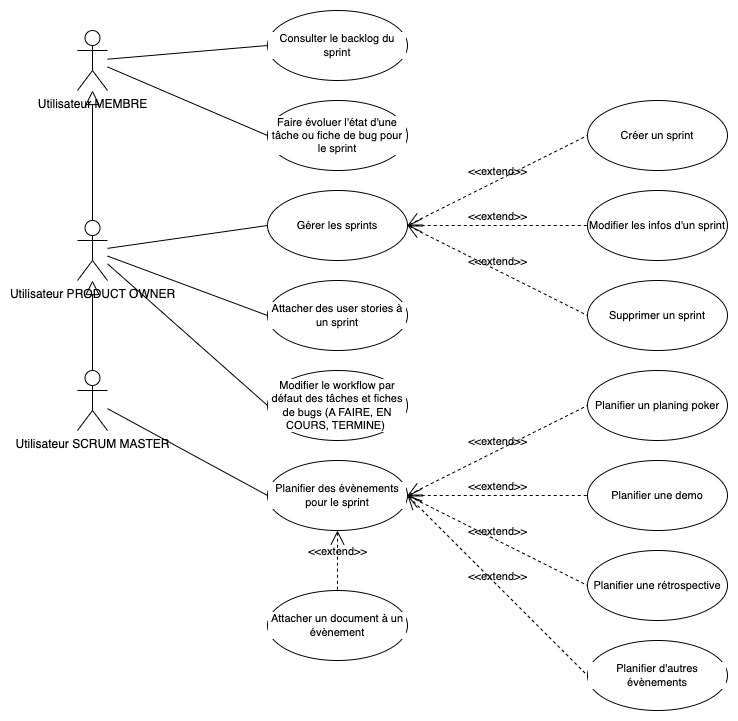 Consulter le backlog du
sprint
Utilisateur MEMBRE
Faire évoluer l'état d'une
tâche ou fiche de bug pour
le sprint
Créer un sprint
<<extend>>
Gérer les sprints
<<extend>>
Modifier les infos d'un sprint
<<extend>>
Utilisateur PRODUCT OWNER
Attacher des user stories à
un sprint
Supprimer un sprint
Modifier le workflow par
défaut des tâches et fiches
de bugs (A FAIRE, EN
COURS, TERMINE)
Planifier un planing poker
Utilisateur SCRUM MASTER
<<extend>>
Planifier des évènements
pour le sprint
<<extend>>
Planifier une demo
<<extend>>
<<extend>>
Planifier une rétrospective
<<extend>>
Attacher un document à un
évènement
Planifier d'autres
évènements